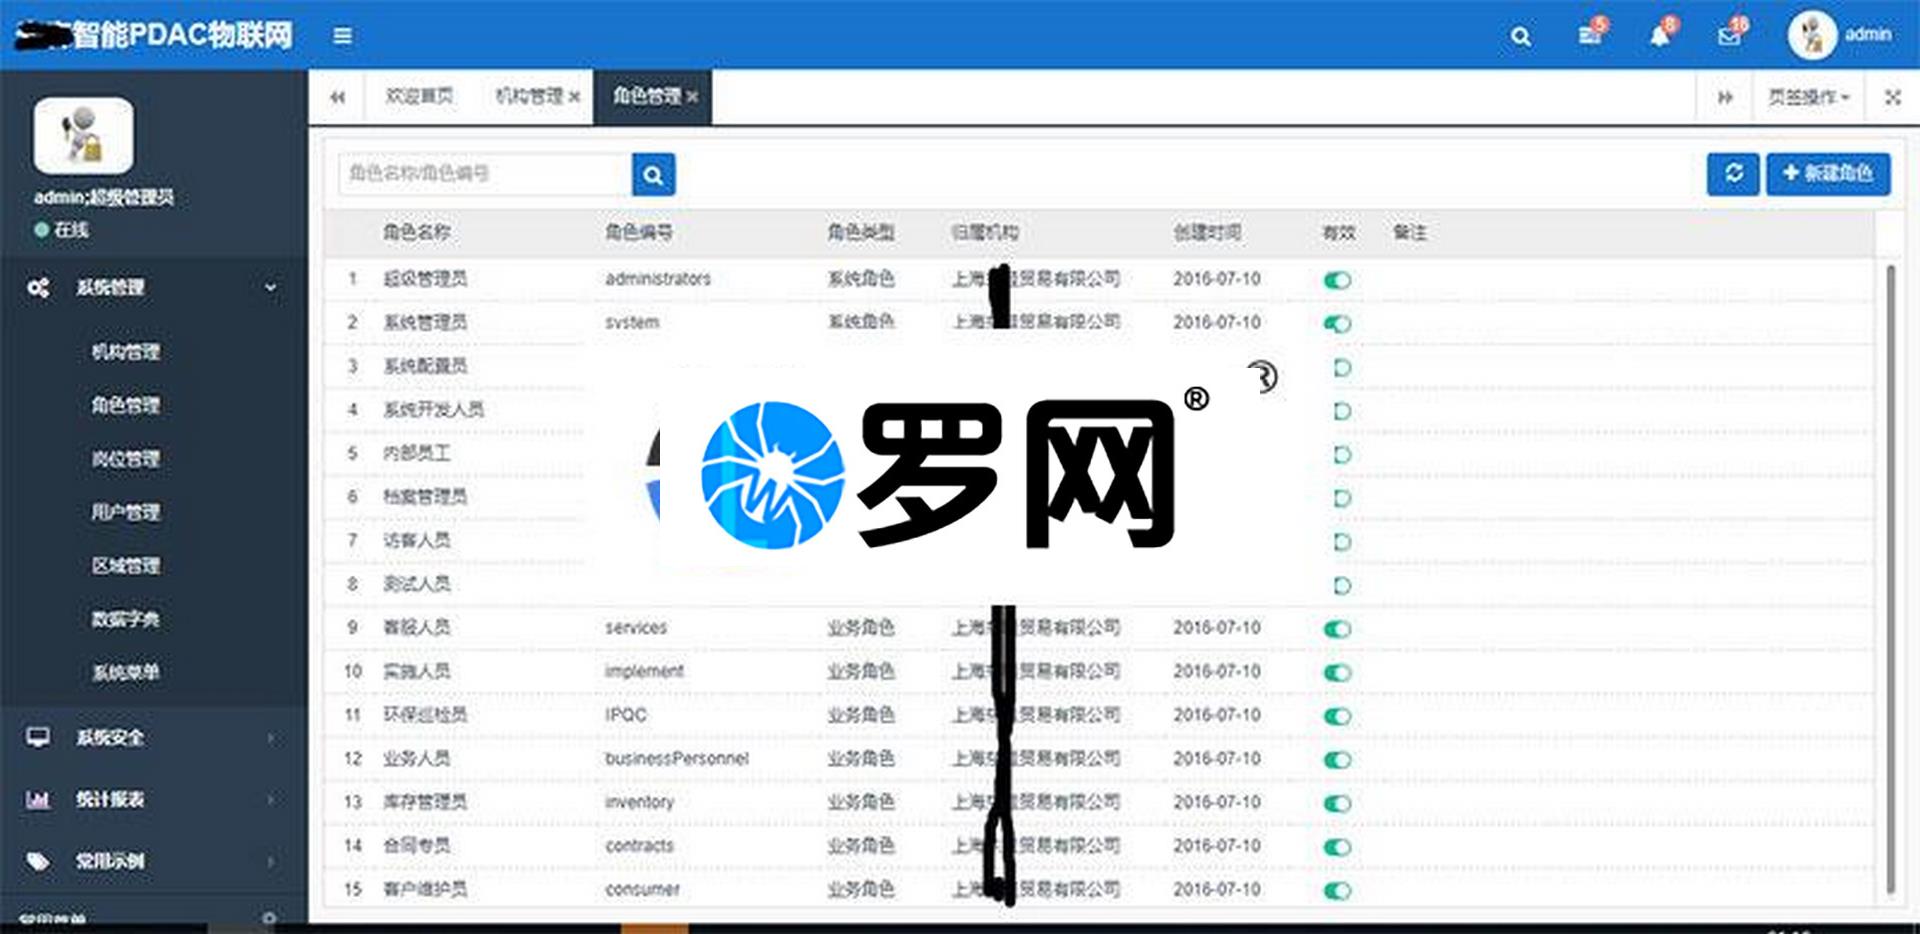 智能PDAC物联网
5
8
16
admin
欢迎首页 机构管理 角色管理 页签操作
admin;超级管理员
在线
角色名称/角色编号
新建角色
系统管理
机构管理
角色管理
岗位管理
用户管理
区域管理
数据字典
系统菜单
系统安全
统计报表
常用示例
角色名称 角色编号 角色类型 归属机构 创建时间 有效 备注
1 超级管理员 administrators 系统角色 上海 贸易有限公司 2016-07-10
2 系统管理员 system 系统角色 上海 贸易有限公司 2016-07-10
3 系统配置员
4 系统开发人员
5 内部员工
6 档案管理员
7 访客人员
8 测试人员
®
罗网®
9 客服人员 services 业务角色 上海 贸易有限公司 2016-07-10
10 实施人员 implement 业务角色 上海 贸易有限公司 2016-07-10
11 环保巡检员 IPQC 业务角色 上海 贸易有限公司 2016-07-10
12 业务人员 businessPersonnel 业务角色 上海 贸易有限公司 2016-07-10
13 库存管理员 inventory 业务角色 上海 贸易有限公司 2016-07-10
14 合同专员 contracts 业务角色 上海 贸易有限公司 2016-07-10
15 客户维护员 consumer 业务角色 上海 贸易有限公司 2016-07-10